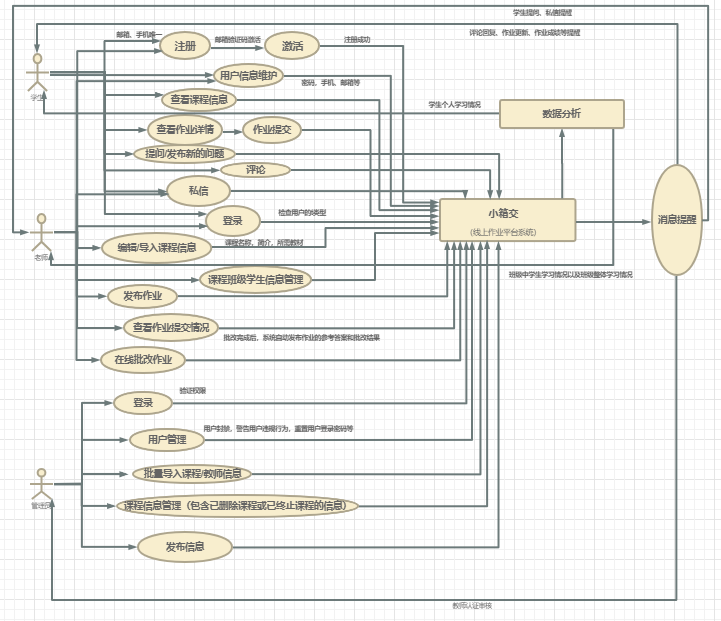 学生提问、私信提醒
评论回复、作业更新、作业成功等提醒
邮箱、手机唯一
注册
邮箱验证码激活
激活
注册成功
用户信息维护
密码、手机、邮箱等
学生
查看课程信息
学生个人学习情况
数据分析
查看作业详情
作业提交
提问/发布新的问题
评论
私信
小箱交
(线上作业平台系统)
消息提醒
登录
检查用户的类型
老师
编辑/导入课程信息
课程名称、简介、所需教材
课程班级学生信息管理
班级中学生学习情况以及班级整体学习情况
发布作业
查看作业提交情况
批改完成后，系统自动发布作业的参考答案和批改结果
在线批改作业
验证权限
登录
用户封禁，警告用户违规行为，重置用户登录密码等
用户管理
批量导入课程/教师信息
管理员
课程信息管理（包含已删除课程或已终止课程的信息）
发布信息
教师认证审核